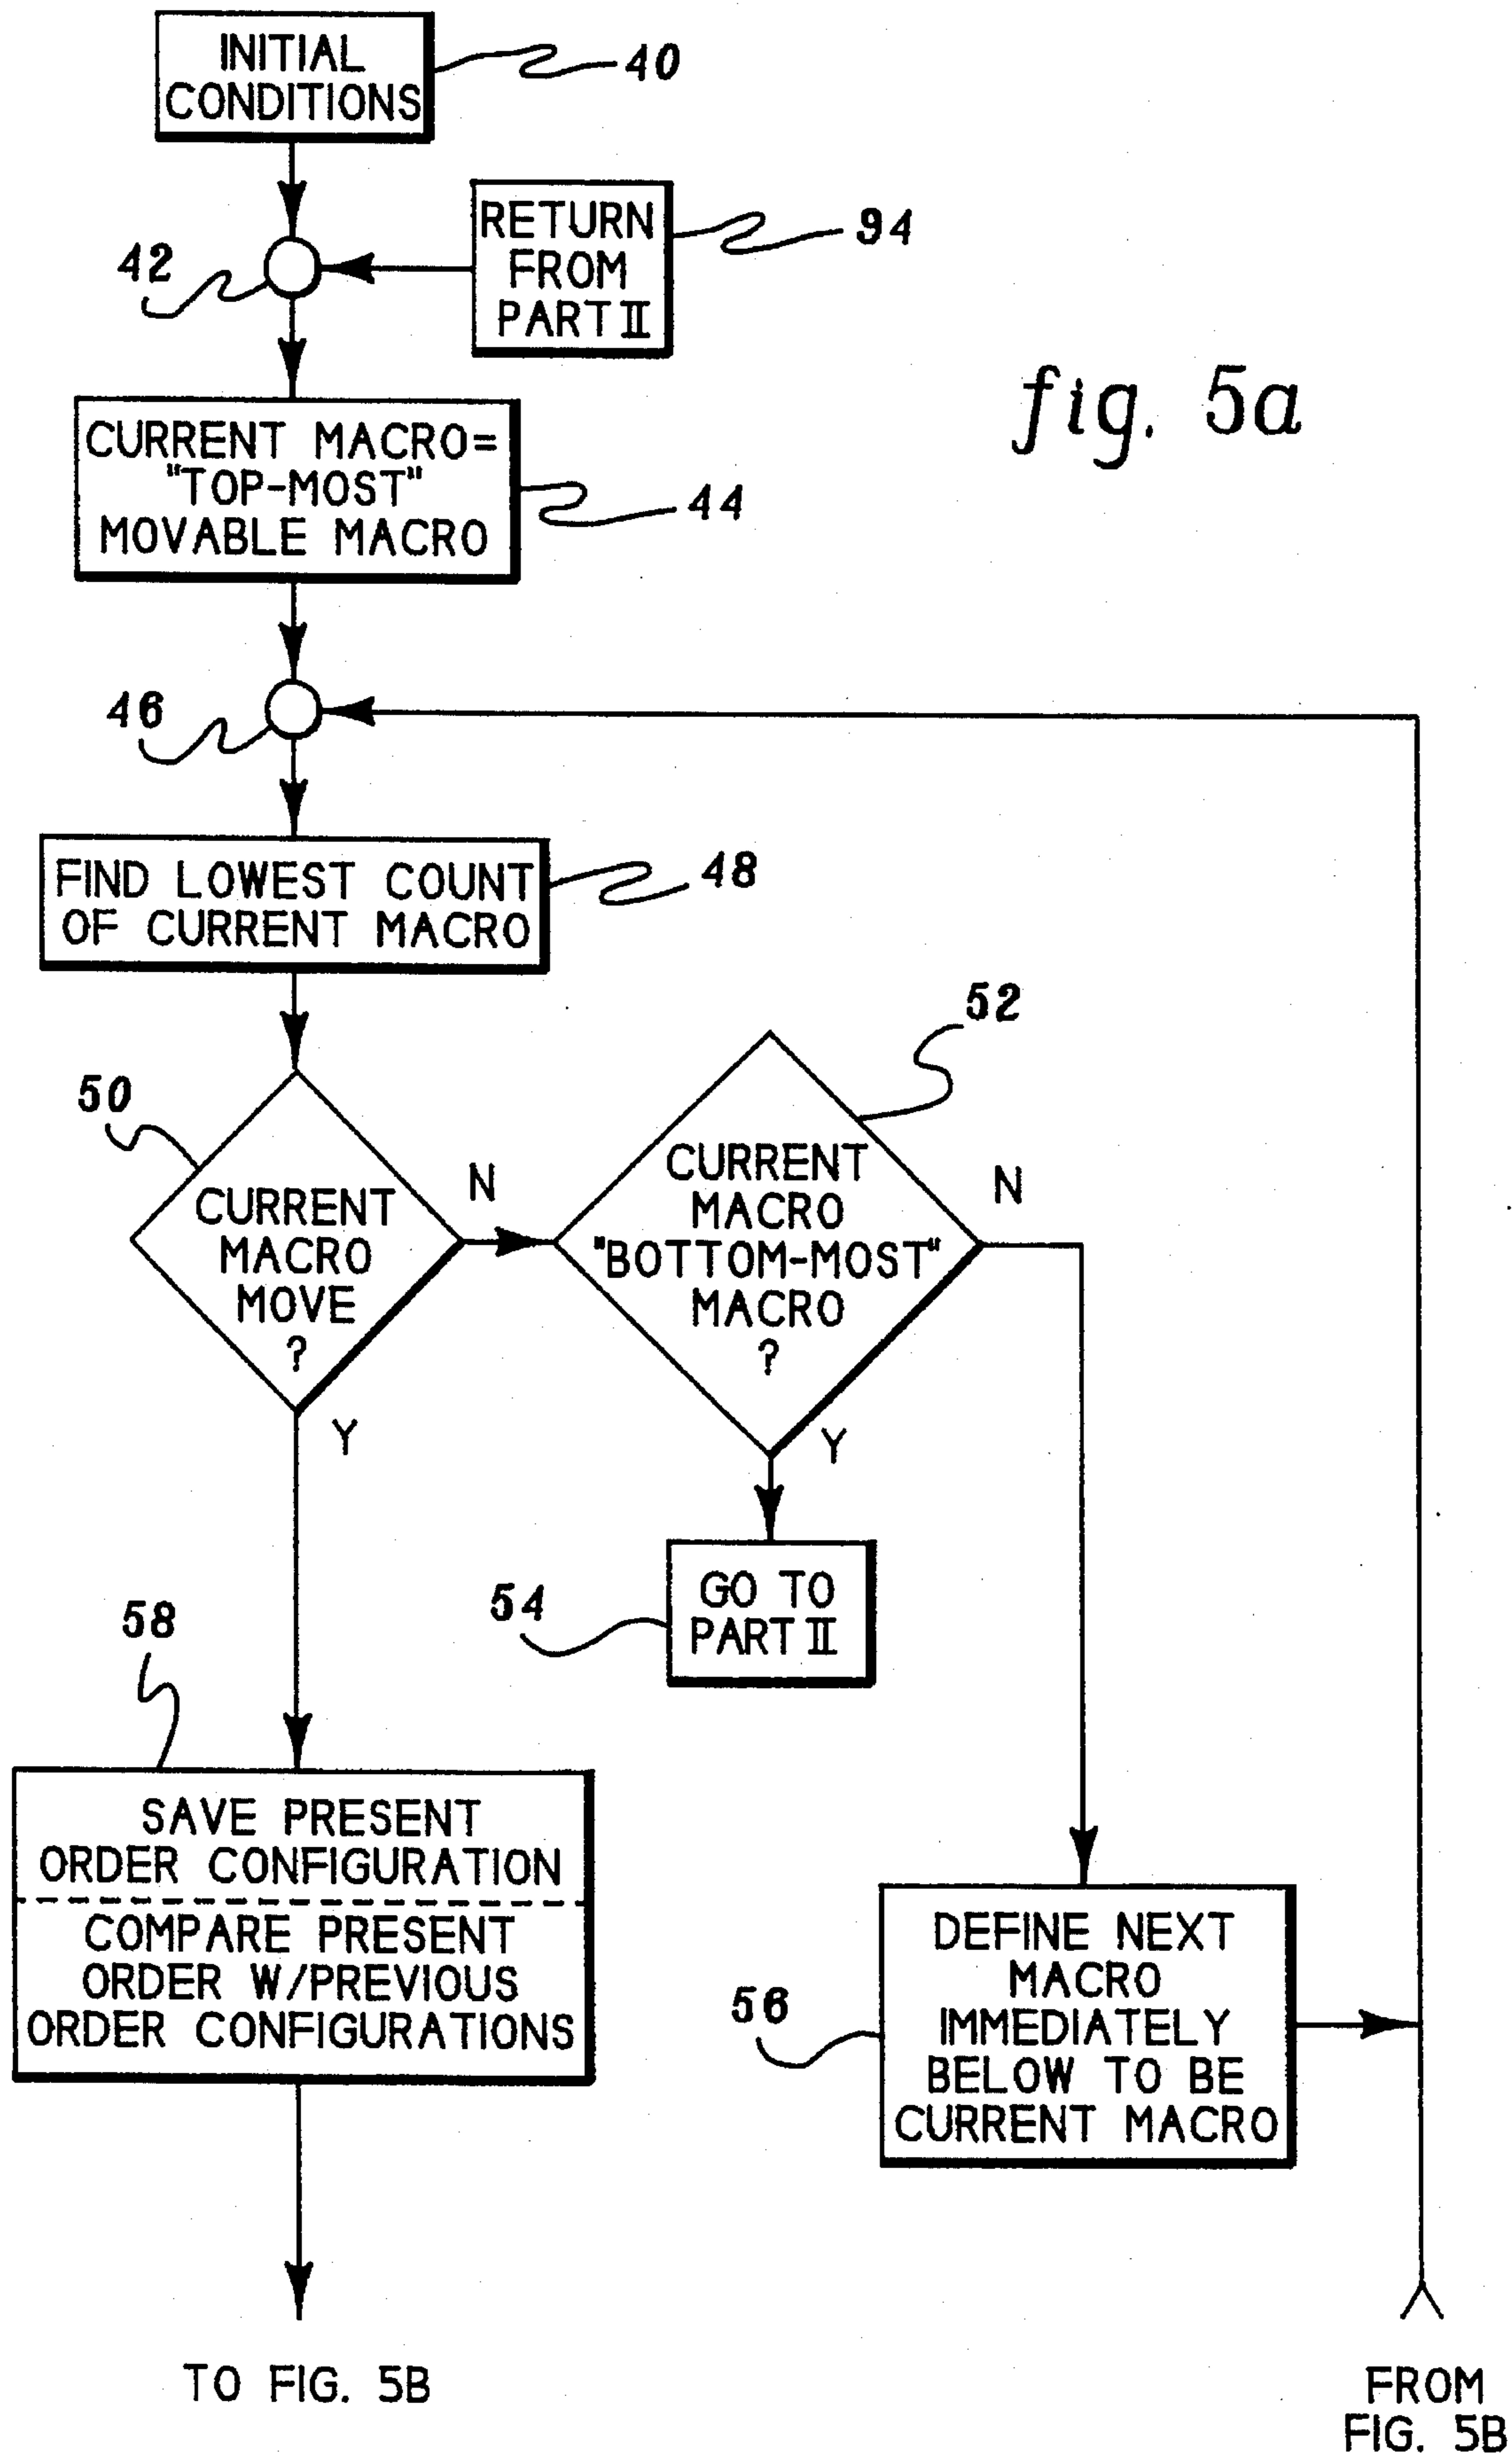 INITIAL
CONDITIONS
40
RETURN
FROM
PART II
94
42
fig. 5a
CURRENT MACRO=
"TOP-MOST"
MOVABLE MACRO
44
46
FIND LOWEST COUNT
OF CURRENT MACRO
48
50
CURRENT
MACRO
MOVE
?
N
Y
52
CURRENT
MACRO
"BOTTOM-MOST"
MACRO
?
N
Y
54
GO TO
PART II
58
SAVE PRESENT
ORDER CONFIGURATION
COMPARE PRESENT
ORDER W/PREVIOUS
ORDER CONFIGURATIONS
56
DEFINE NEXT
MACRO
IMMEDIATELY
BELOW TO BE
CURRENT MACRO
TO FIG. 5B
FROM
FIG. 5B